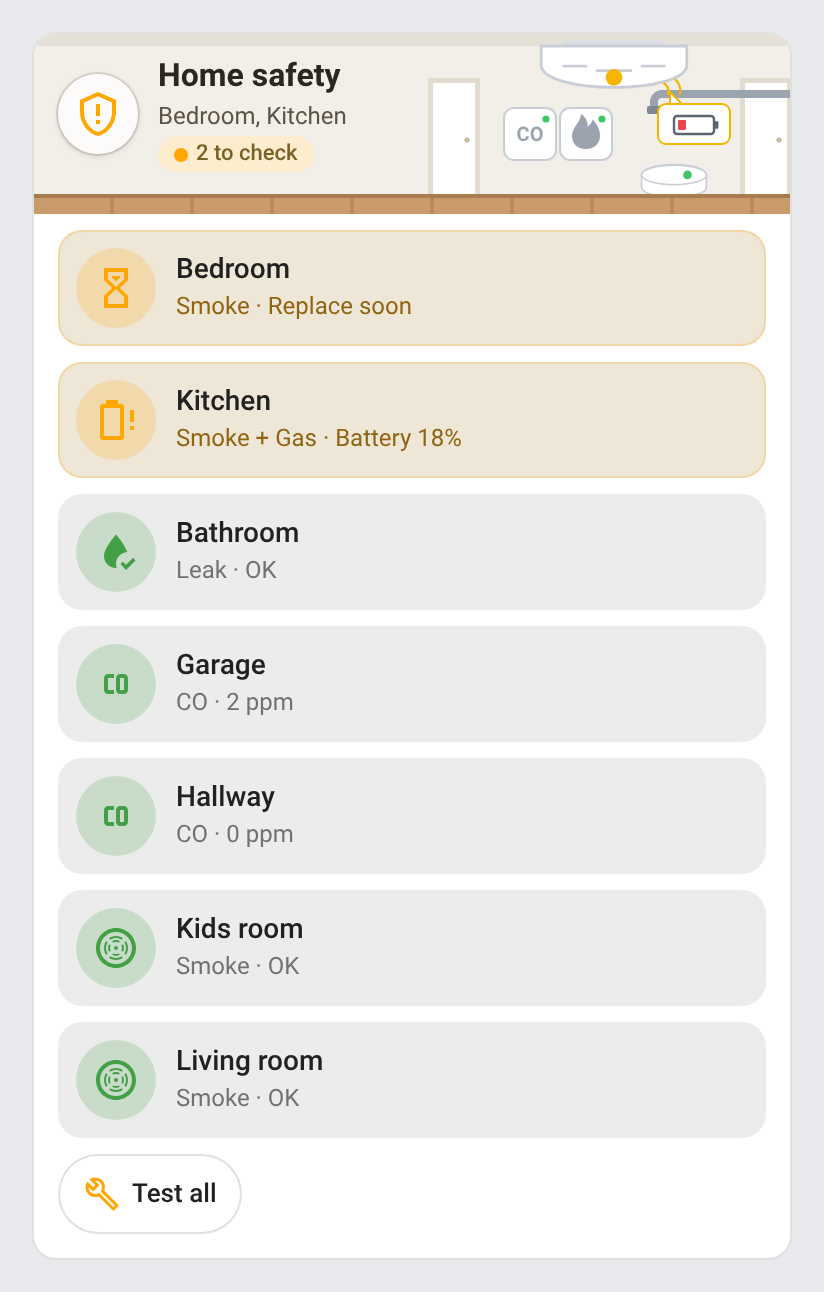 Home safety
Bedroom, Kitchen
2 to check
CO
Bedroom
Smoke · Replace soon
Kitchen
Smoke + Gas · Battery 18%
Bathroom
Leak · OK
CO
Garage
CO · 2 ppm
CO
Hallway
CO · 0 ppm
Kids room
Smoke · OK
Living room
Smoke · OK
Test all